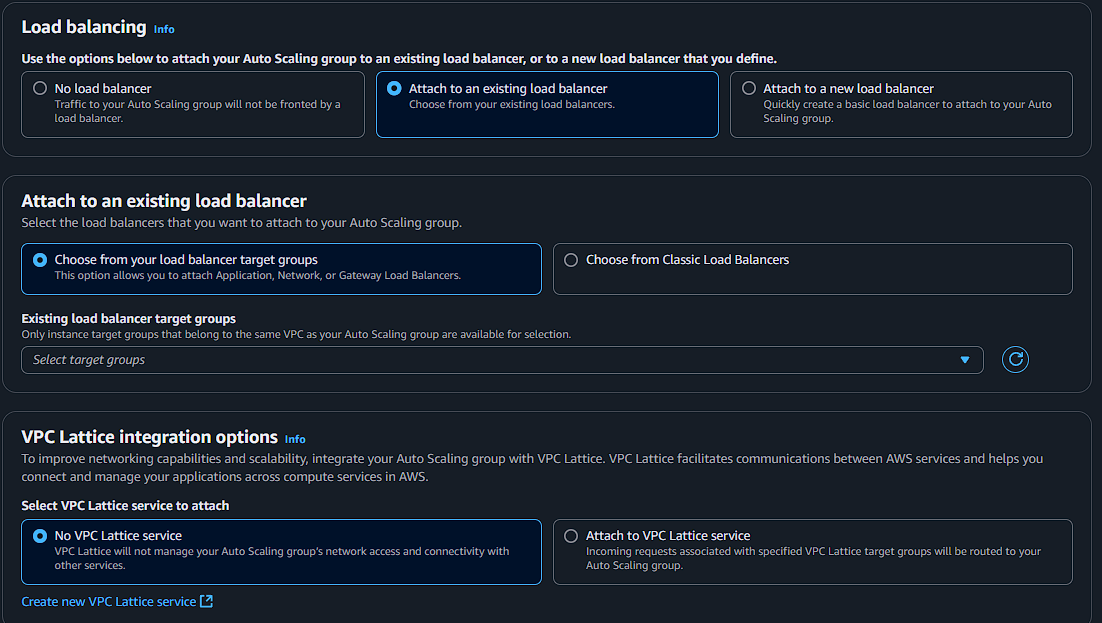 Load balancing Info
Use the options below to attach your Auto Scaling group to an existing load balancer, or to a new load balancer that you define.
No load balancer
Traffic to your Auto Scaling group will not be fronted by a
load balancer.
Attach to an existing load balancer
Choose from your existing load balancers.
Attach to a new load balancer
Quickly create a basic load balancer to attach to your Auto
Scaling group.
Attach to an existing load balancer
Select the load balancers that you want to attach to your Auto Scaling group.
Choose from your load balancer target groups
This option allows you to attach Application, Network, or Gateway Load Balancers.
Choose from Classic Load Balancers
Existing load balancer target groups
Only instance target groups that belong to the same VPC as your Auto Scaling group are available for selection.
Select target groups
VPC Lattice integration options Info
To improve networking capabilities and scalability, integrate your Auto Scaling group with VPC Lattice. VPC Lattice facilitates communications between AWS services and helps you
connect and manage your applications across compute services in AWS.
Select VPC Lattice service to attach
No VPC Lattice service
VPC Lattice will not manage your Auto Scaling group's network access and connectivity with
other services.
Attach to VPC Lattice service
Incoming requests associated with specified VPC Lattice target groups will be routed to your
Auto Scaling group.
Create new VPC Lattice service